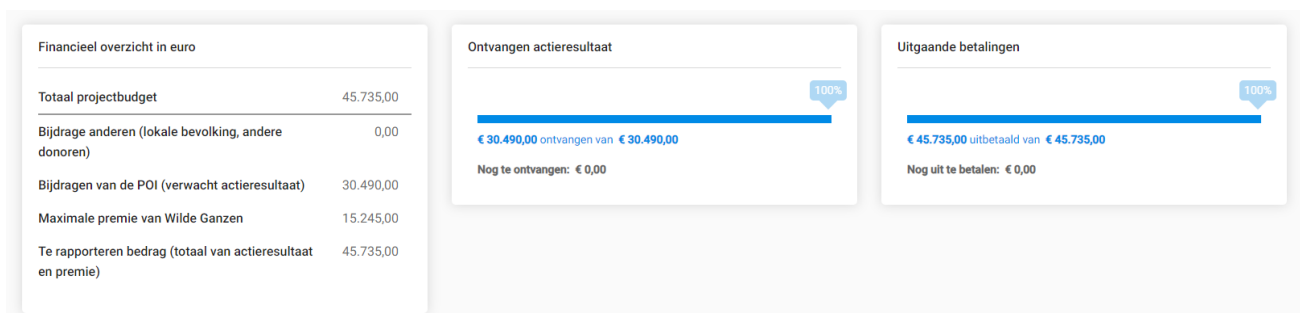 Financieel overzicht in euro
Totaal projectbudget 45.735,00
Bijdrage anderen (lokale bevolking, andere 0,00
donoren)
Bijdragen van de POI (verwacht actieresultaat) 30.490,00
Maximale premie van Wilde Ganzen 15.245,00
Te rapporteren bedrag (totaal van actieresultaat 45.735,00
en premie)
Ontvangen actieresultaat
100%
€ 30.490,00 ontvangen van € 30.490,00
Nog te ontvangen: € 0,00
Uitgaande betalingen
100%
€ 45.735,00 uitbetaald van € 45.735,00
Nog uit te betalen: € 0,00